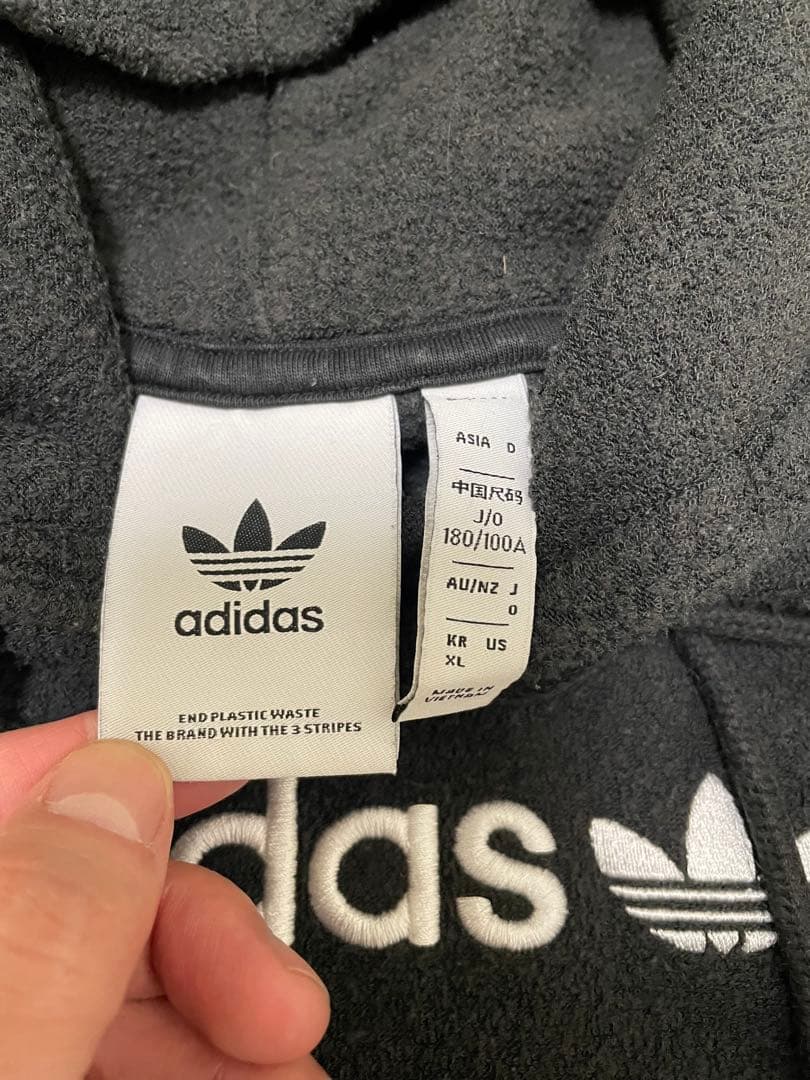 adidas
END PLASTIC WASTE
THE BRAND WITH THE 3 STRIPES
ASIA D
中国尺码
J/O
180/100A
AU/NZ J
O
KR US
XL
MADE IN
VIETNAM
das